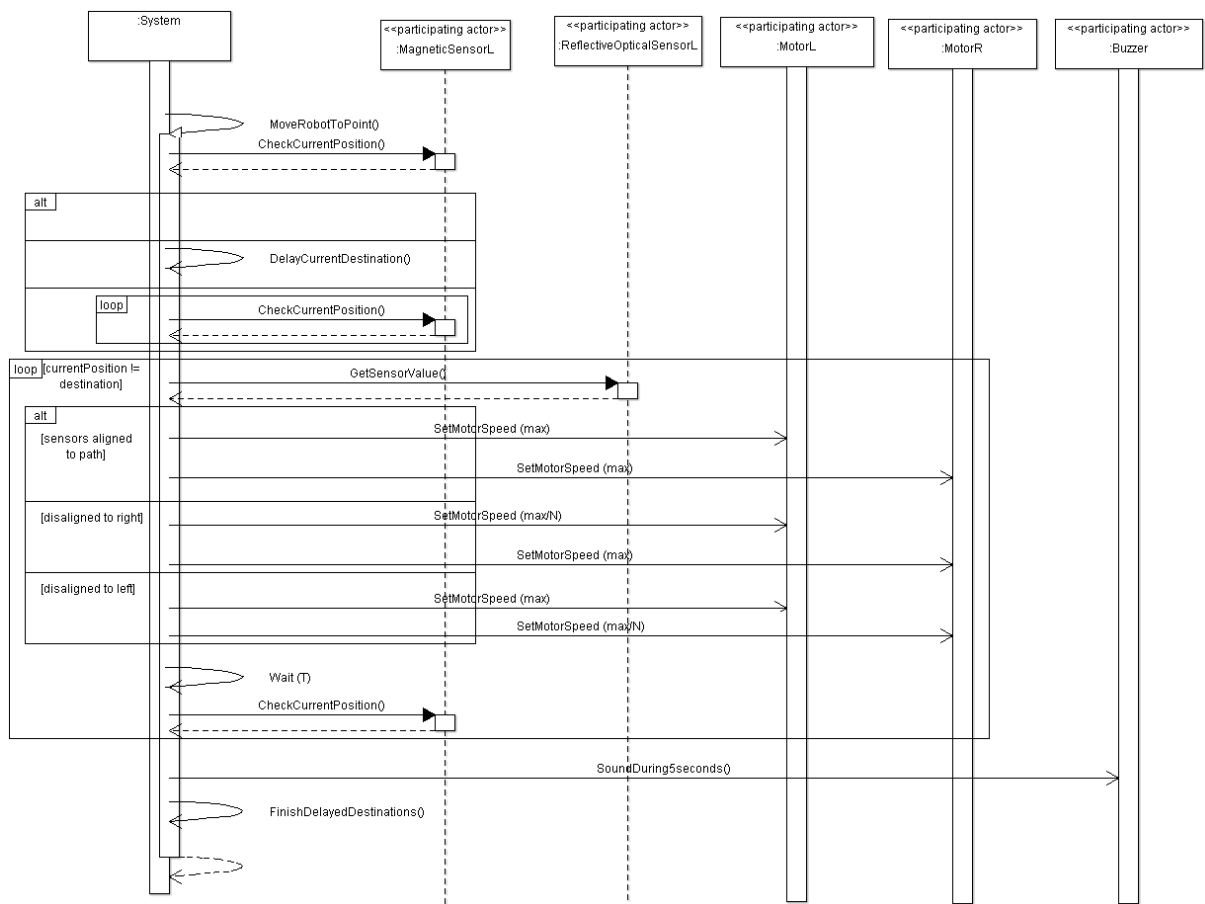 :System
<<participating actor>>
:MagneticSensorL
<<participating actor>>
:ReflectiveOpticalSensorL
<<participating actor>>
:MotorL
<<participating actor>>
:MotorR
<<participating actor>>
:Buzzer
MoveRobotToPoint()
CheckCurrentPosition()
alt
DelayCurrentDestination()
loop
CheckCurrentPosition()
loop
[currentPosition !=
destination]
GetSensorValue()
alt
[sensors aligned
to path]
SetMotorSpeed (max)
SetMotorSpeed (max)
[disaligned to right]
SetMotorSpeed (max/N)
SetMotorSpeed (max)
[disaligned to left]
SetMotorSpeed (max)
SetMotorSpeed (max/N)
Wait (T)
CheckCurrentPosition()
SoundDuring5seconds()
FinishDelayedDestinations()